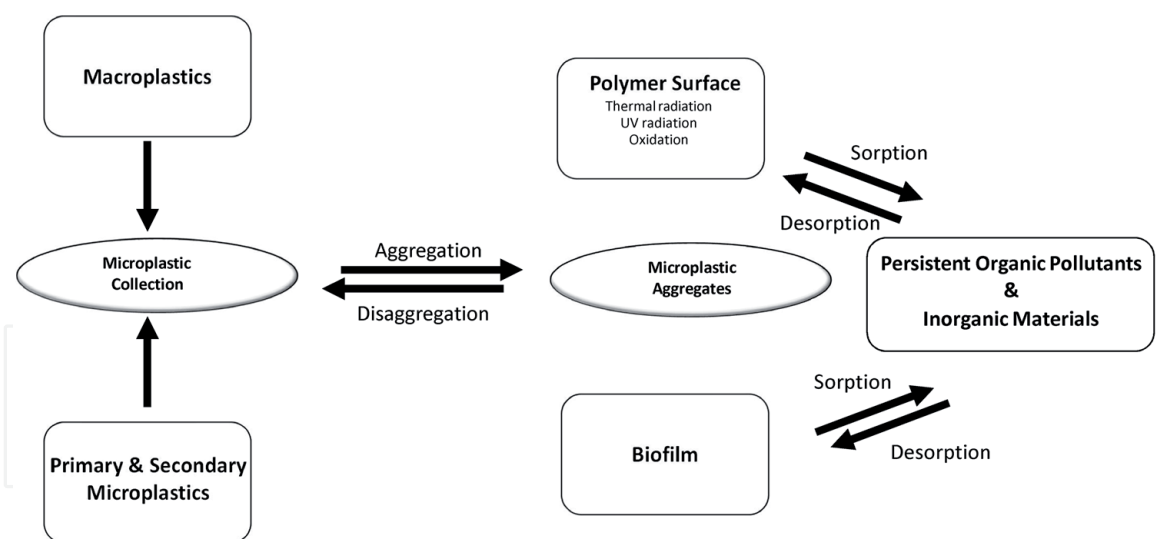 Macroplastics
Microplastic
Collection
Primary & Secondary
Microplastics
Aggregation
Disaggregation
Polymer Surface
Thermal radiation
UV radiation
Oxidation
Microplastic
Aggregates
Biofilm
Sorption
Desorption
Persistent Organic Pollutants
&
Inorganic Materials
Sorption
Desorption